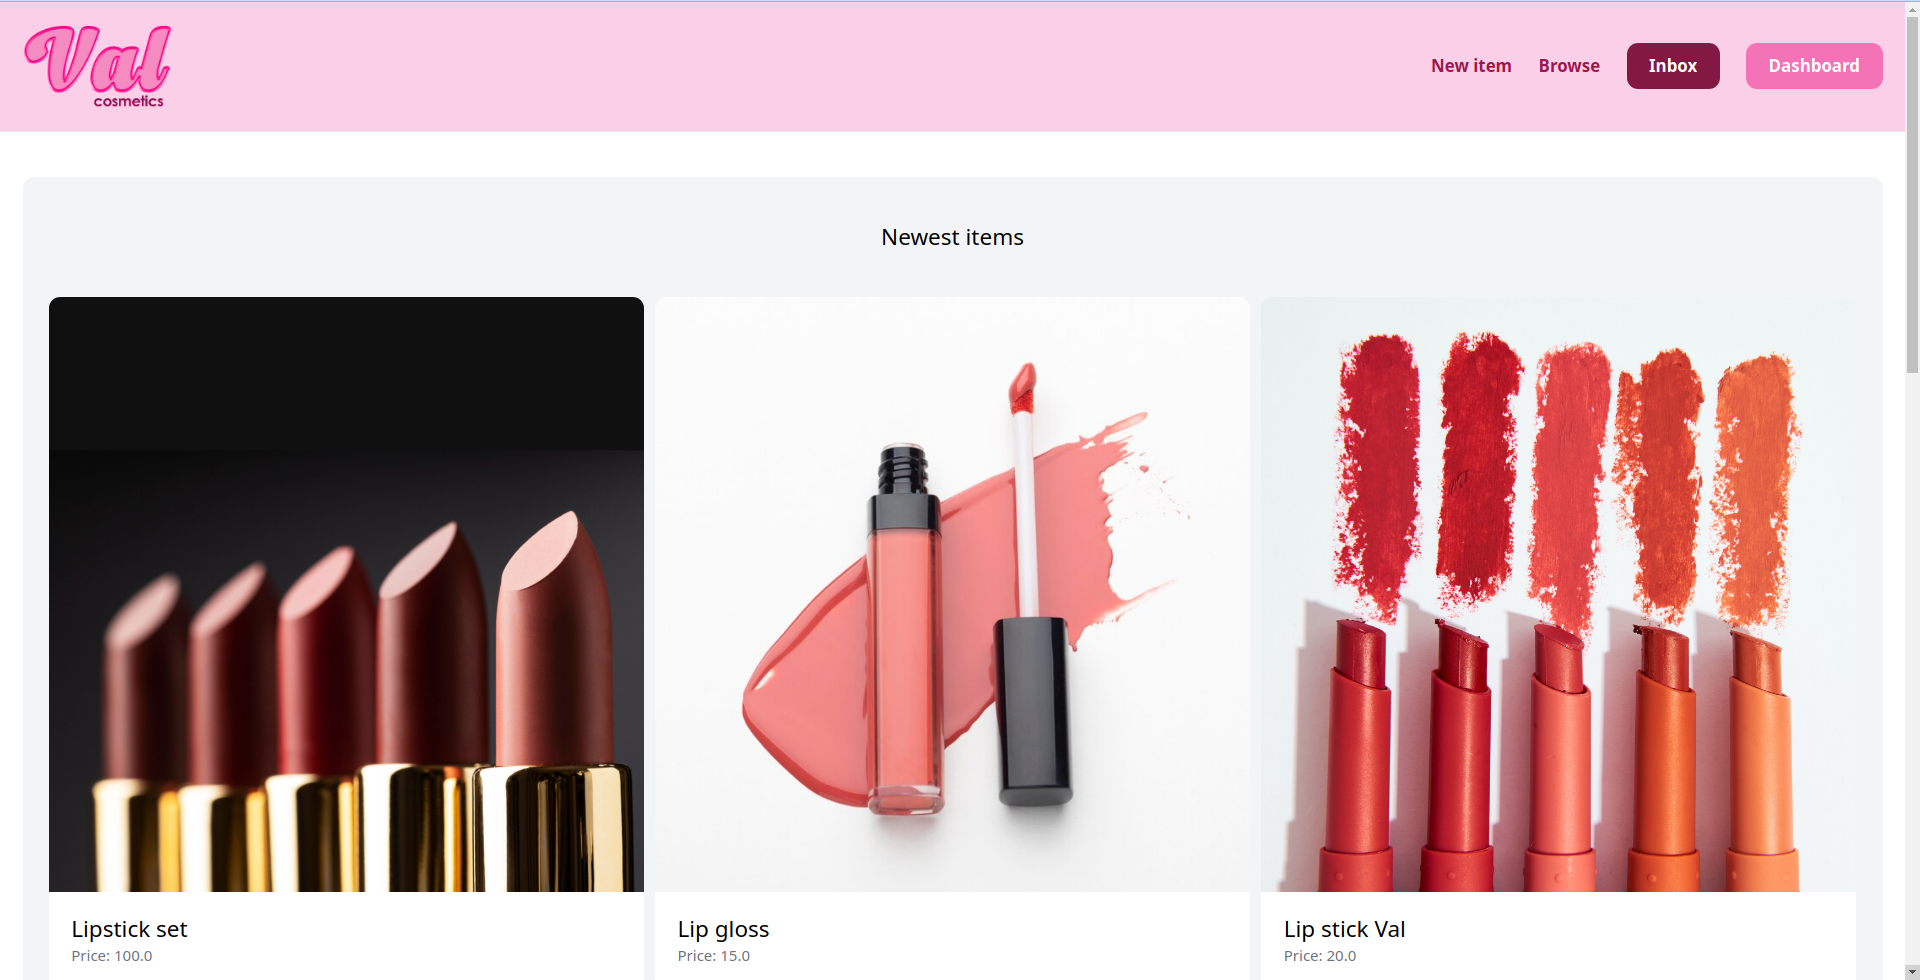 Val
cosmetics
New item
Browse
Inbox
Dashboard
Newest items
Lipstick set
Price: 100.0
Lip gloss
Price: 15.0
Lip stick Val
Price: 20.0